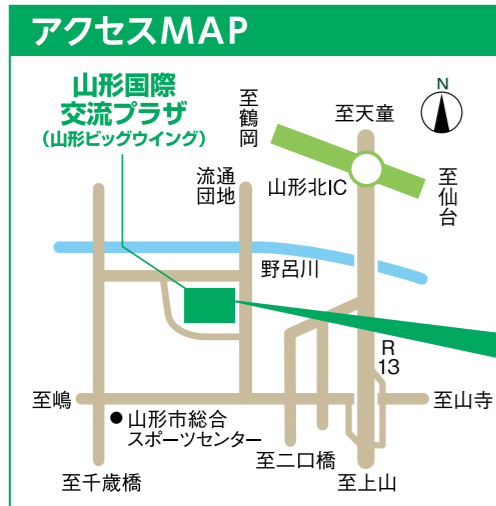 アクセスMAP
山形国際
交流プラザ
(山形ビッグウイング)
至鶴岡
至天童
N
流通
団地
山形北IC
至仙台
野呂川
R
13
至嶋
山形市総合
スポーツセンター
至山寺
至二口橋
至千歳橋
至上山